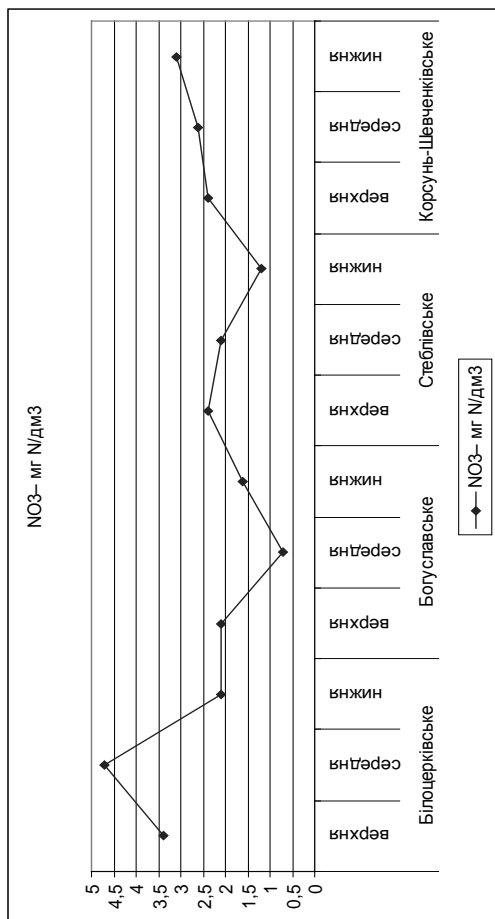 NO3– мг N/дм3
5
4,5
4
3,5
3
2,5
2
1,5
1
0,5
0
верхня
середня
нижня
верхня
середня
нижня
верхня
середня
нижня
верхня
середня
нижня
Білоцерківське
Богуславське
Стеблівське
Корсунь-Шевченківське
NO3– мг N/дм3